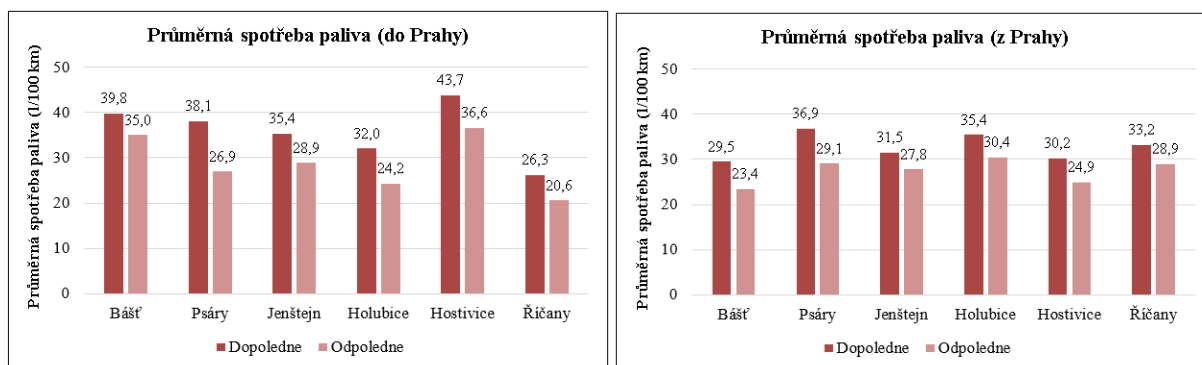 Průměrná spotřeba paliva (do Prahy)
Průměrná spotřeba paliva (l/100 km)
50
40
30
20
10
0
39,8
35,0
38,1
26,9
35,4
28,9
32,0
24,2
43,7
36,6
26,3
20,6
Bášť
Psáry
Jenštejn
Holubice
Hostivice
Říčany
Dopoledne
Odpoledne
Průměrná spotřeba paliva (z Prahy)
Průměrná spotřeba paliva (l/100 km)
50
40
30
20
10
0
29,5
23,4
36,9
29,1
31,5
27,8
35,4
30,4
30,2
24,9
33,2
28,9
Bášť
Psáry
Jenštejn
Holubice
Hostivice
Říčany
Dopoledne
Odpoledne